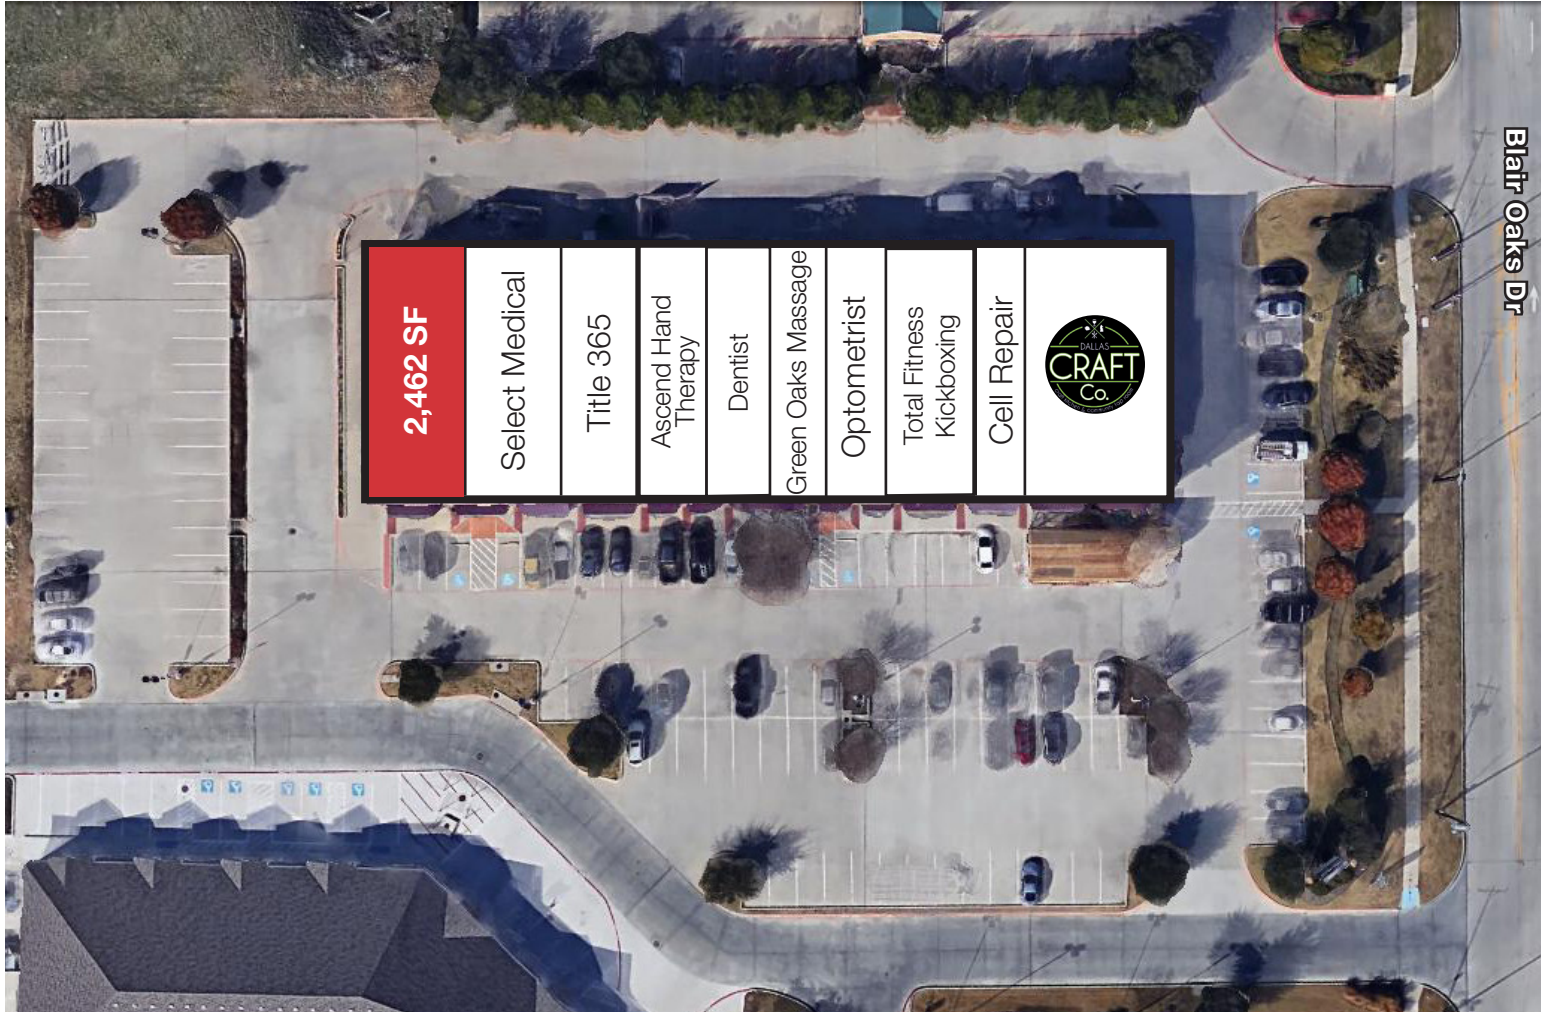 Blair Oaks Dr
2,462 SF
Select Medical
Title 365
Ascend Hand
Therapy
Dentist
Green Oaks Massage
Optometrist
Total Fitness
Kickboxing
Cell Repair
DALLAS
CRAFT
Co.